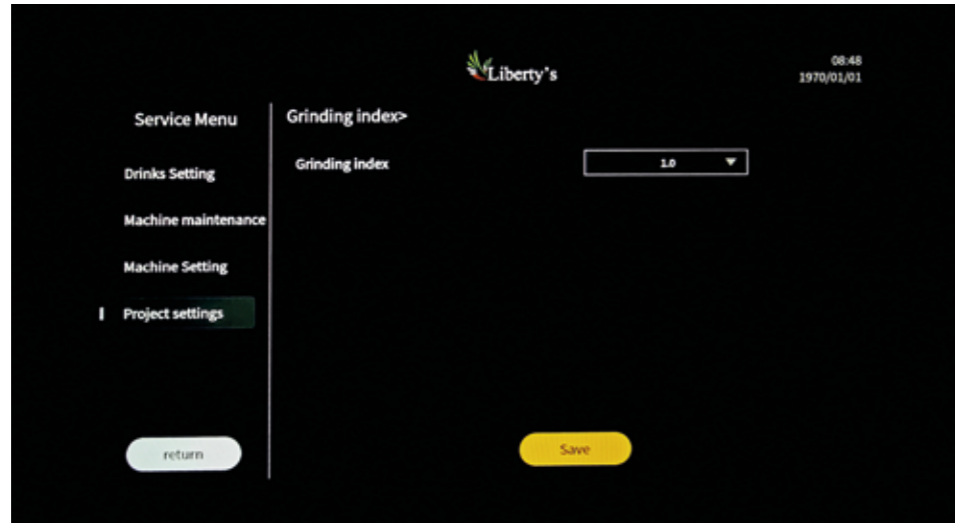 Liberty's
08:48
1970/01/01
Service Menu
Drinks Setting
Machine maintenance
Machine Setting
Project settings
return
Grinding index>
Grinding index
1.0
Save